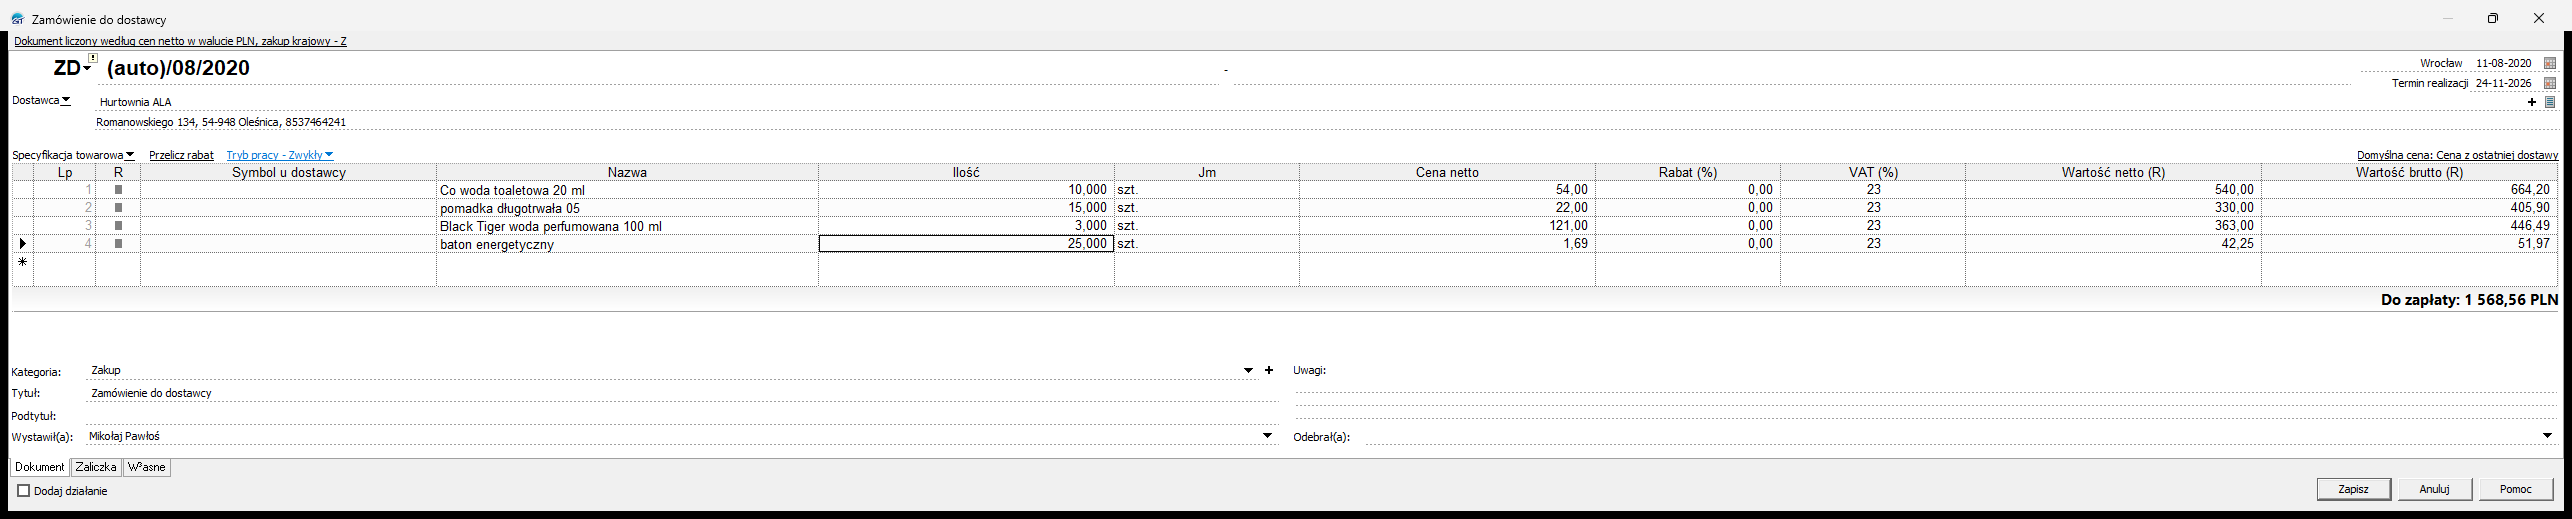 Zamówienie do dostawcy
Dokument liczony według cen netto w walucie PLN, zakup krajowy - Z
ZD (auto)/08/2020 - Wrocław 11-08-2020
Termin realizacji 24-11-2026
Dostawca Hurtownia ALA
Romanowskiego 134, 54-948 Oleśnica, 8537464241
Specyfikacja towarowa Przelicz rabat Tryb pracy - Zwykły Domyślna cena: Cena z ostatniej dostawy
Lp R Symbol u dostawcy Nazwa Ilość Jm Cena netto Rabat (%) VAT (%) Wartość netto (R) Wartość brutto (R)
1 Co woda toaletowa 20 ml 10,000 szt. 54,00 0,00 23 540,00 664,20
2 pomadka długotrwała 05 15,000 szt. 22,00 0,00 23 330,00 405,90
3 Black Tiger woda perfumowana 100 ml 3,000 szt. 121,00 0,00 23 363,00 446,49
4 baton energetyczny 25,000 szt. 1,69 0,00 23 42,25 51,97
Do zapłaty: 1 568,56 PLN
Kategoria: Zakup Uwagi:
Tytuł: Zamówienie do dostawcy
Podtytuł:
Wystawił(a): Mikołaj Pawłoś Odebrał(a):
Dokument Zaliczka W³asne
Dodaj działanie
Zapisz Anuluj Pomoc